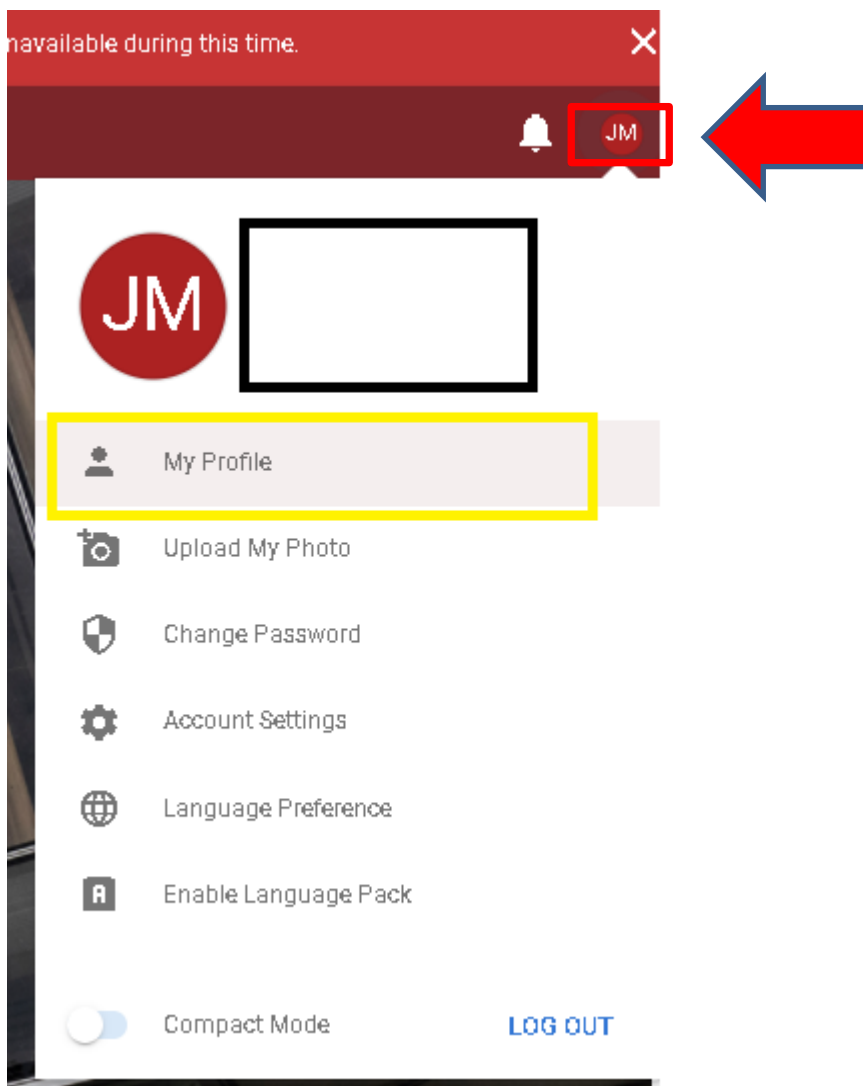 during this time.
JM
JM
My Profile
Upload My Photo
Change Password
Account Settings
Language Preference
A
Enable Language Pack
Compact Mode
LOG OUT